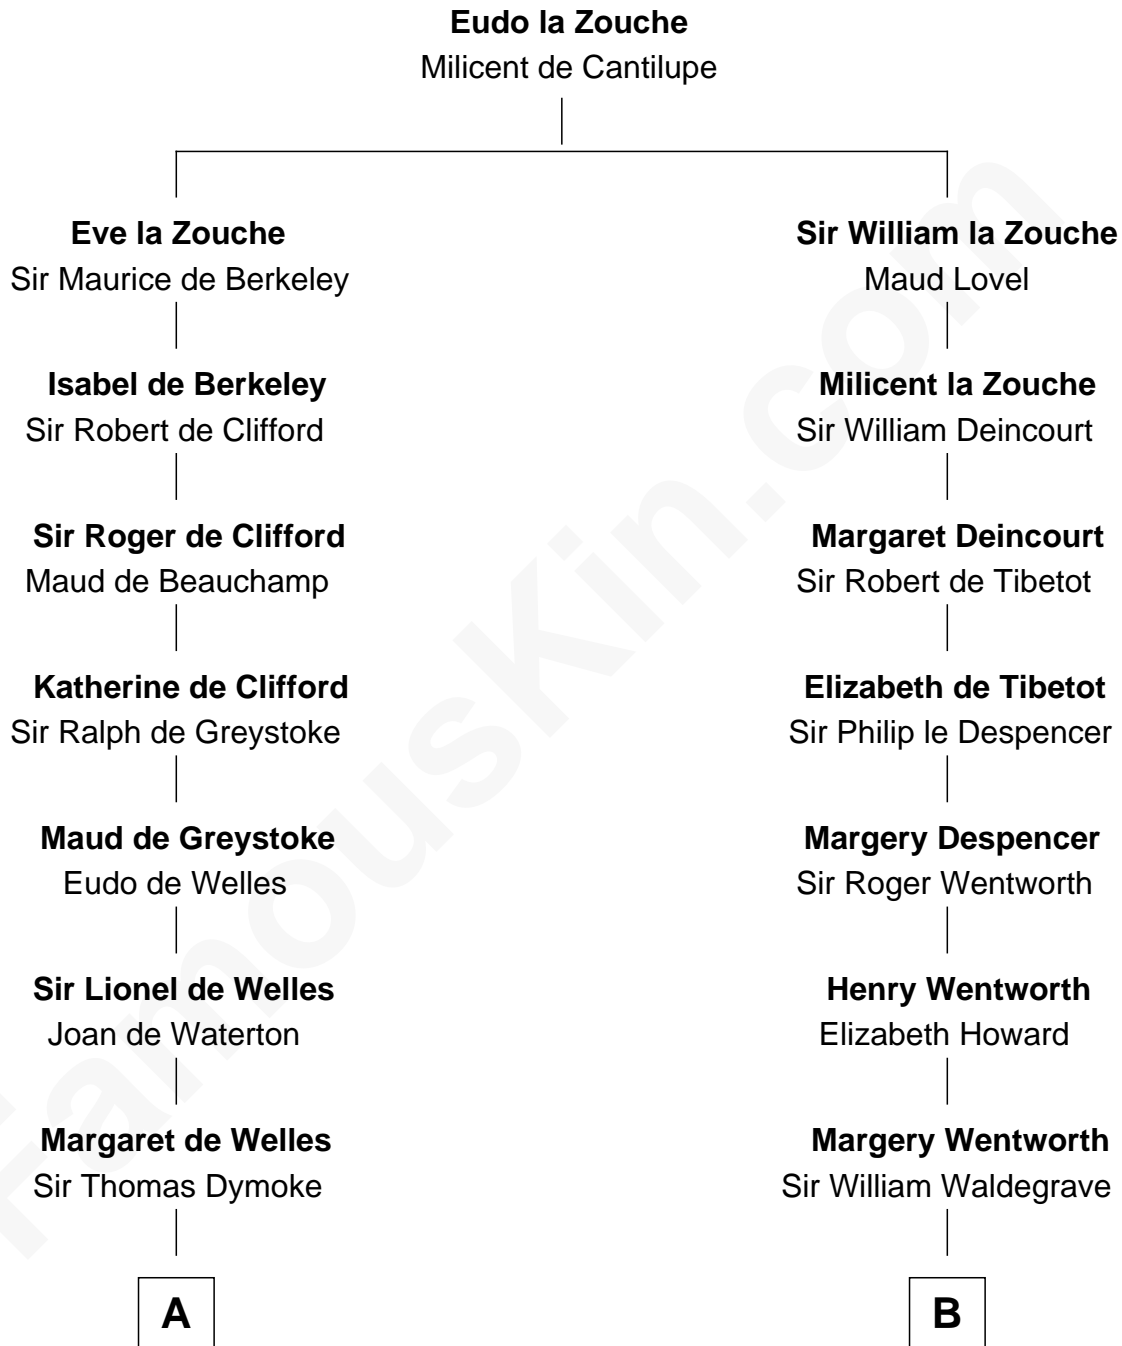 Eudo la Zouche
Milicent de Cantilupe
Eve la Zouche
Sir Maurice de Berkeley
Sir William la Zouche
Maud Lovel
Isabel de Berkeley
Sir Robert de Clifford
Milicent la Zouche
Sir William Deincourt
Sir Roger de Clifford
Maud de Beauchamp
Margaret Deincourt
Sir Robert de Tibetot
Katherine de Clifford
Sir Ralph de Greystoke
Elizabeth de Tibetot
Sir Philip le Despencer
Maud de Greystoke
Eudo de Welles
Margery Despencer
Sir Roger Wentworth
Sir Lionel de Welles
Joan de Waterton
Henry Wentworth
Elizabeth Howard
Margaret de Welles
Sir Thomas Dymoke
Margery Wentworth
Sir William Waldegrave
A
B
FamousKin.com